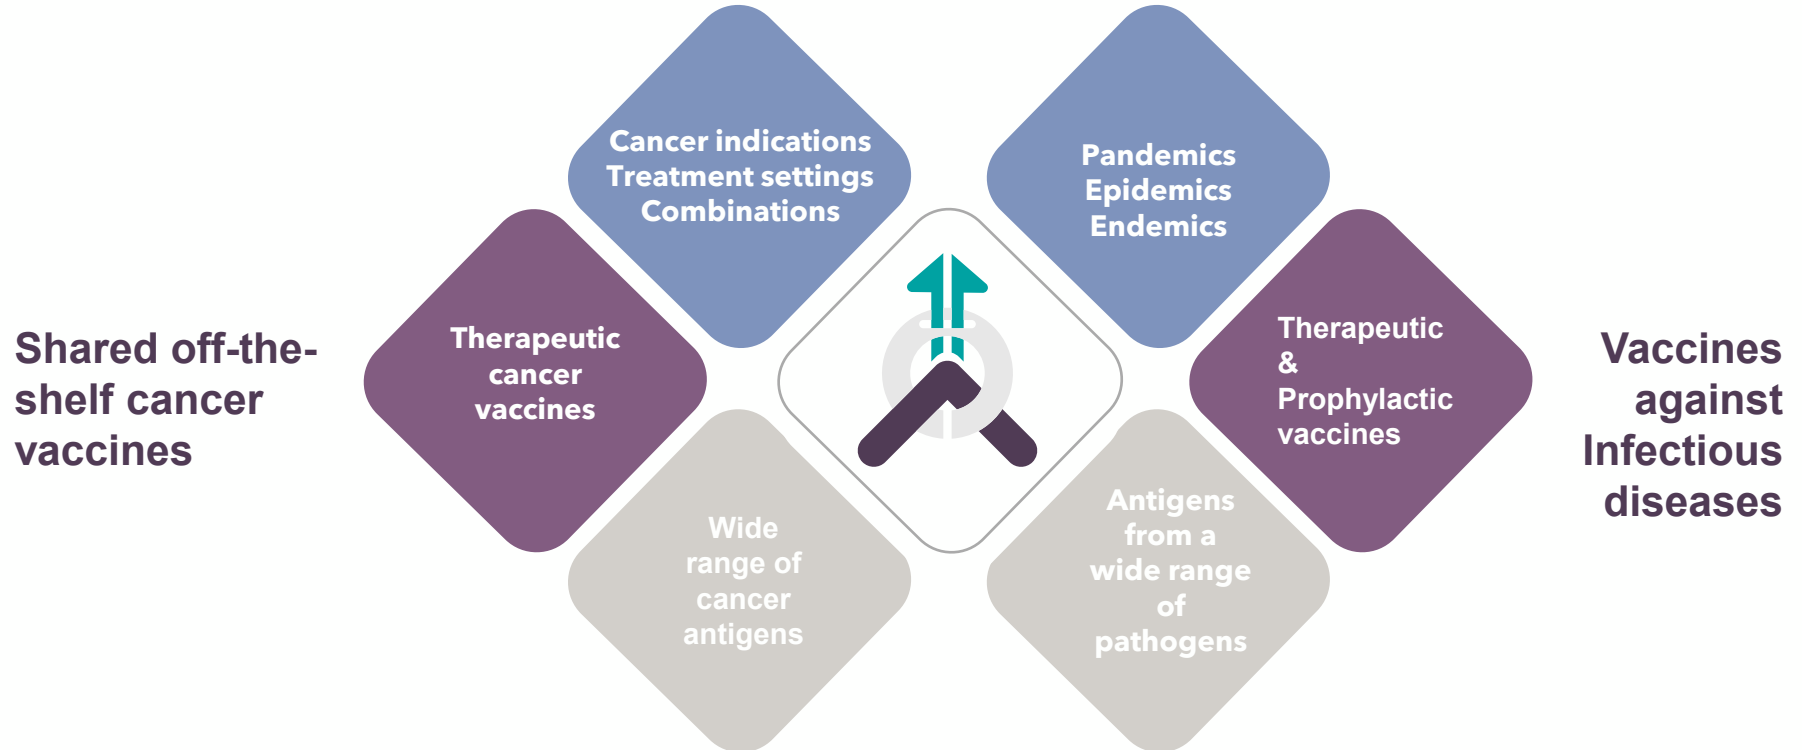 Shared off-the-
shelf cancer
vaccines
Therapeutic
cancer
vaccines
Cancer indications
Treatment settings
Combinations
Wide
range of
cancer
antigens
Pandemics
Epidemics
Endemics
Therapeutic
&
Prophylactic
vaccines
Antigens
from a
wide range
of
pathogens
Vaccines
against
Infectious
diseases